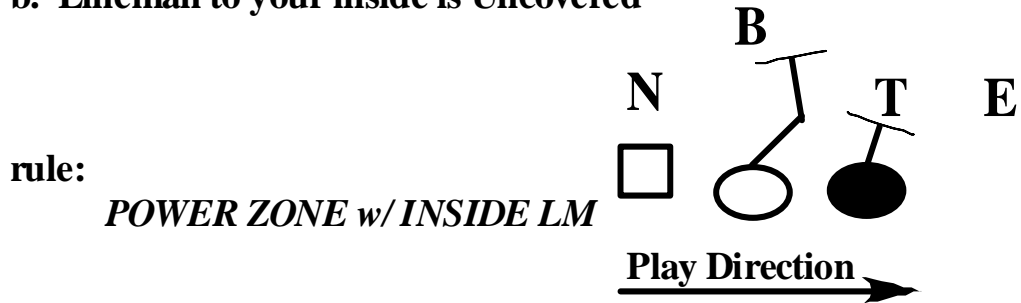 b. Lineman to your inside is Uncovered
B
N T E
rule:
POWER ZONE w/ INSIDE LM
Play Direction